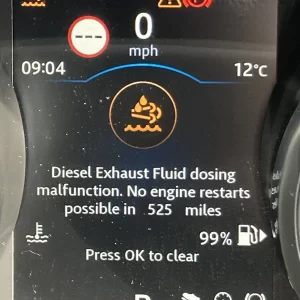 0
mph
09:04 12°c
Diesel Exhaust Fluid dosing
malfunction. No engine restarts
possible in 525 miles
99%
Press OK to clear